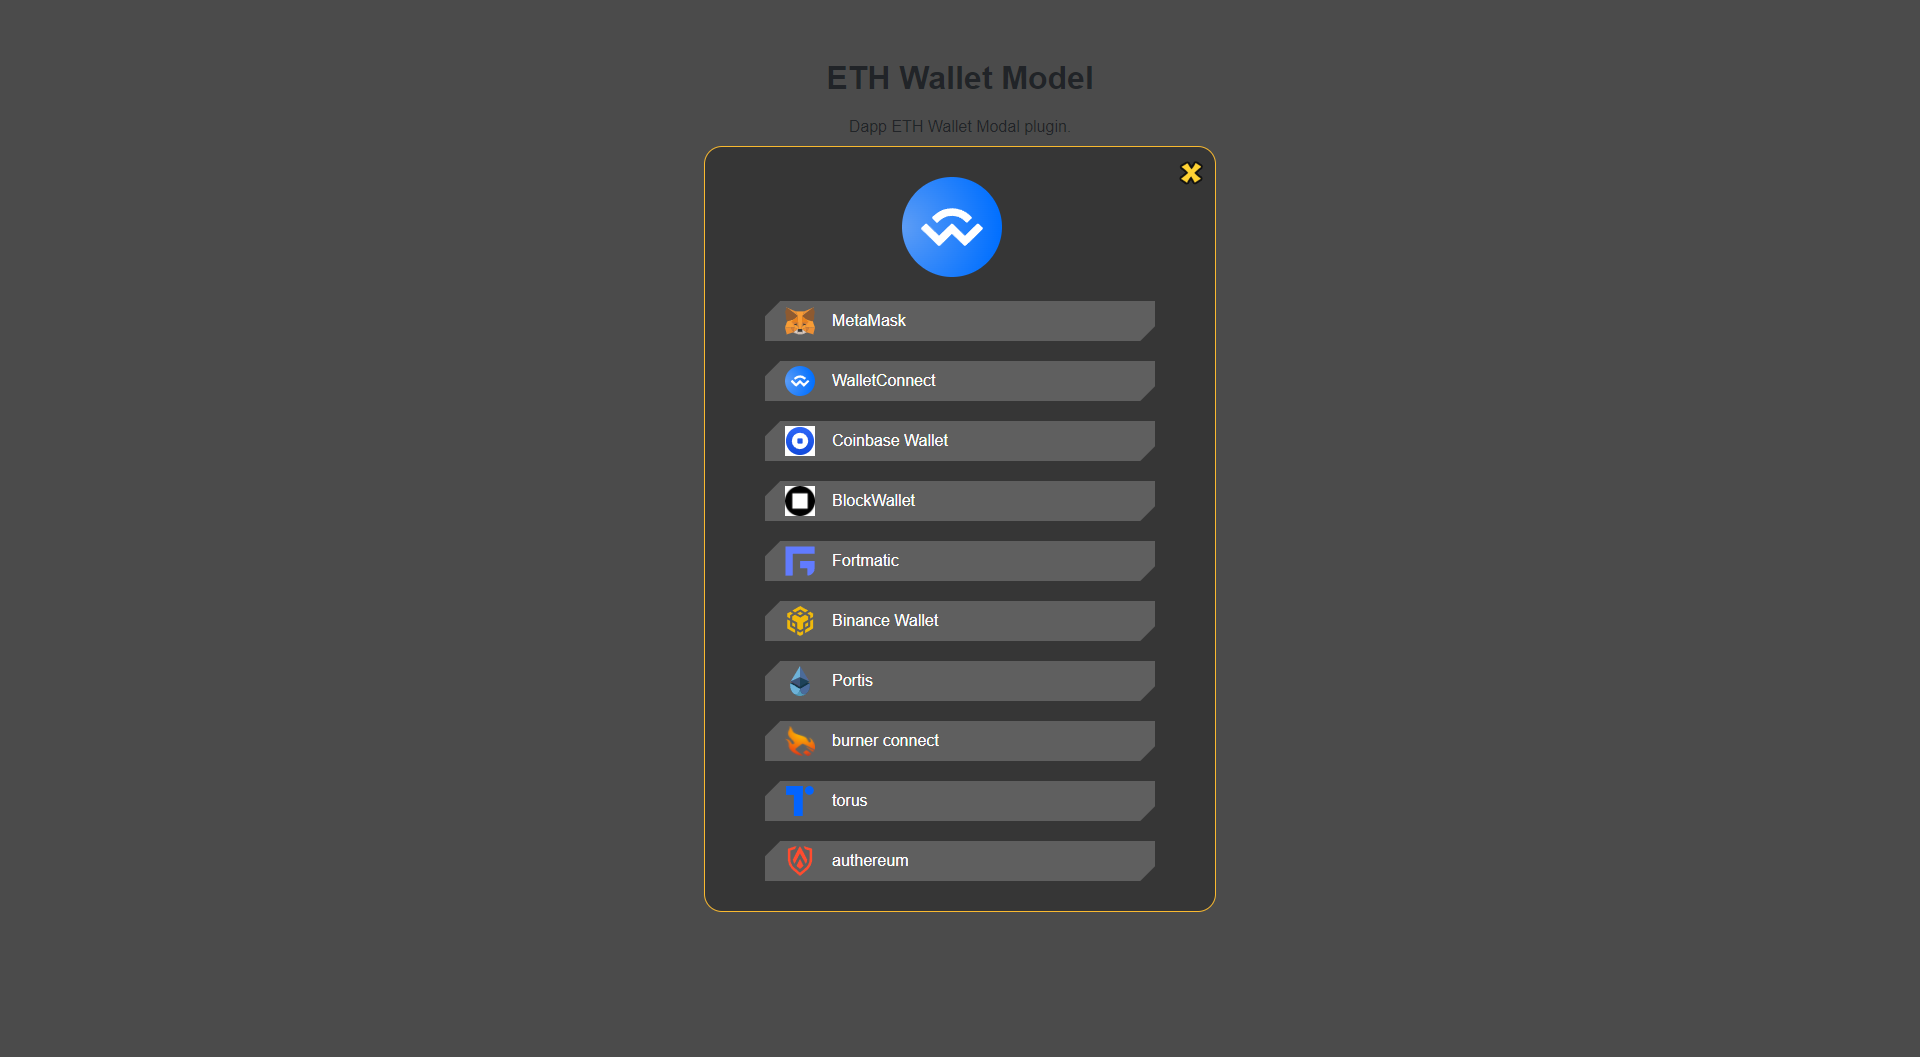 ETH Wallet Model
Dapp ETH Wallet Modal plugin.
MetaMask
WalletConnect
Coinbase Wallet
BlockWallet
Fortmatic
Binance Wallet
Portis
burner connect
torus
authereum